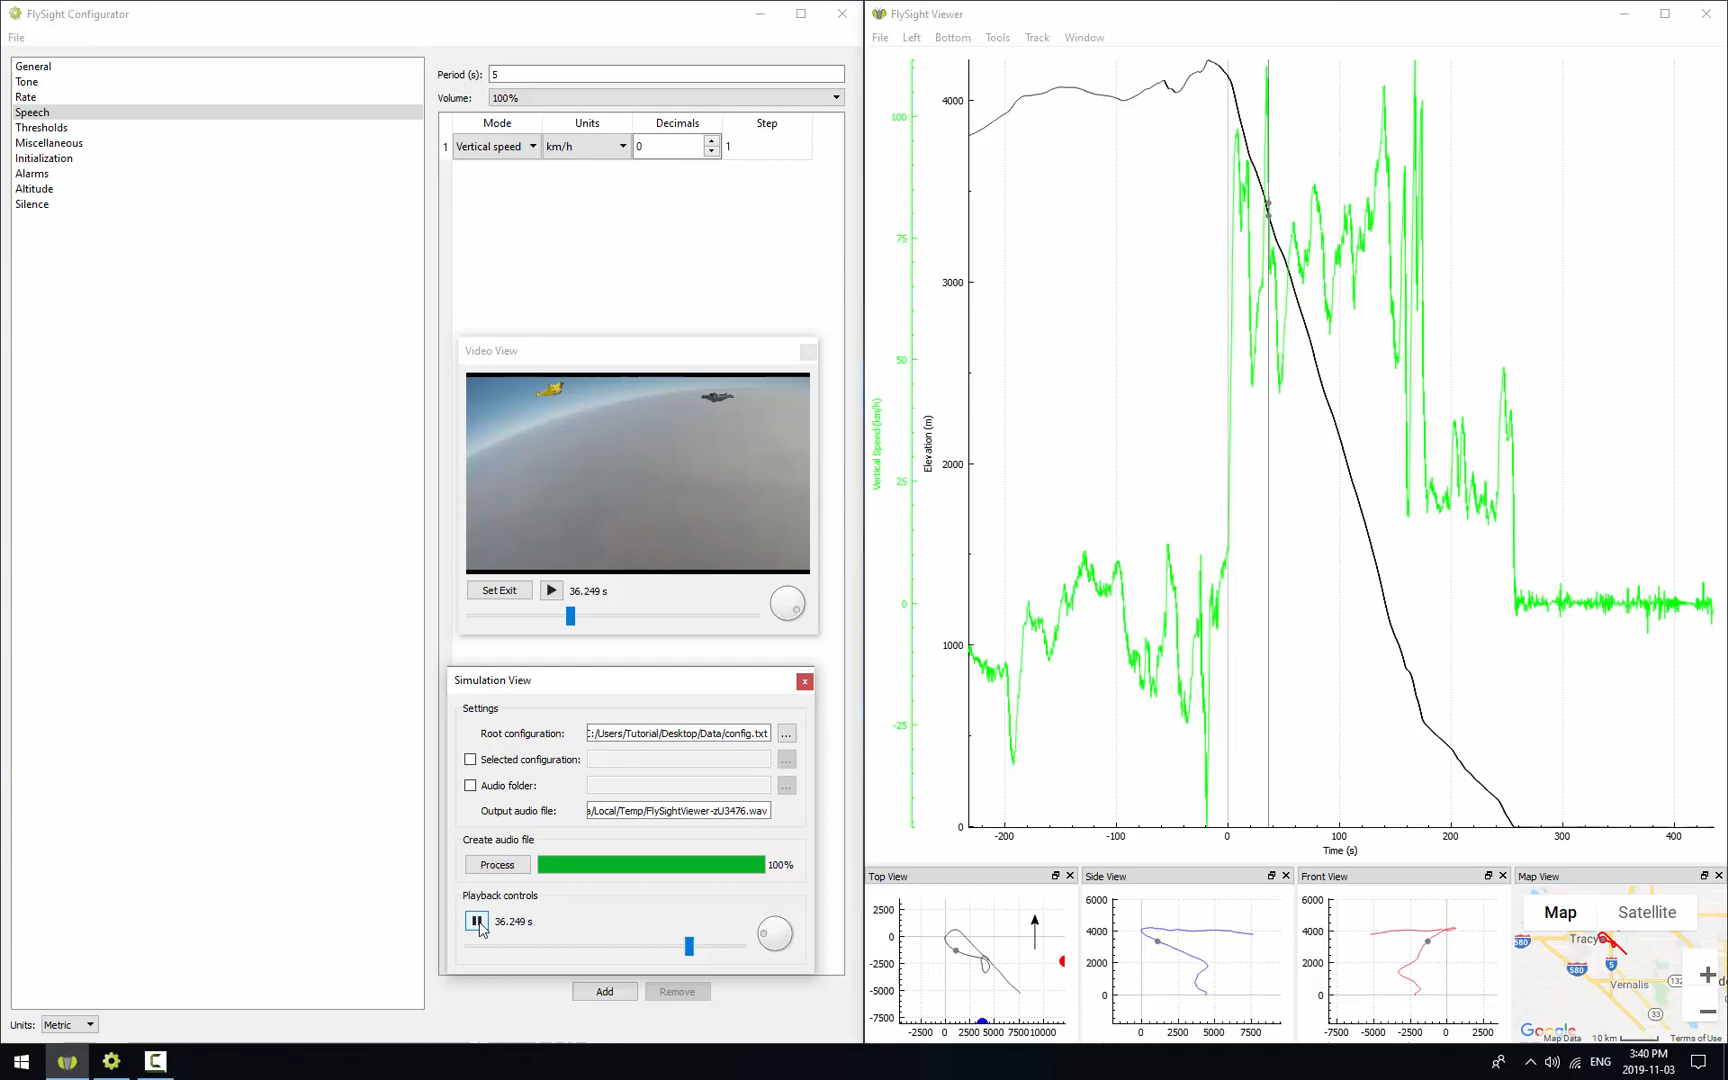 FlySight Configurator
File
General
Tone
Rate
Speech
Thresholds
Miscellaneous
Initialization
Alarms
Altitude
Silence
Units: Metric
Period (s): 5
Volume: 100%
Mode Units Decimals Step
1 Vertical speed km/h 0 1
Video View
Set Exit 36.249 s
Simulation View x
Settings
Root configuration: C:/Users/Tutorial/Desktop/Data/config.txt ...
Selected configuration: ...
Audio folder: ...
Output audio file: a/Local/Temp/FlySightViewer-zU3476.wav
Create audio file
Process 100%
Playback controls
36.249 s
Add Remove
FlySight Viewer
File Left Bottom Tools Track Window
Vertical Speed (km/h)
100
75
50
25
0
-25
Elevation (m)
4000
3000
2000
1000
0
-200 -100 0 100 200 300 400
Time (s)
Top View
2500
0
-2500
-5000
-7500
-2500 0 2500 5000 7500 10000
Side View
6000
4000
2000
0
0 2500 5000 7500
Front View
6000
4000
2000
0
-7500 -5000 -2500 0 2500
Map View
Map Satellite
Tracy
580
5
580
132
Vernalis
33
Google
Map Data 10 km Terms of Use
ENG
3:40 PM
2019-11-03